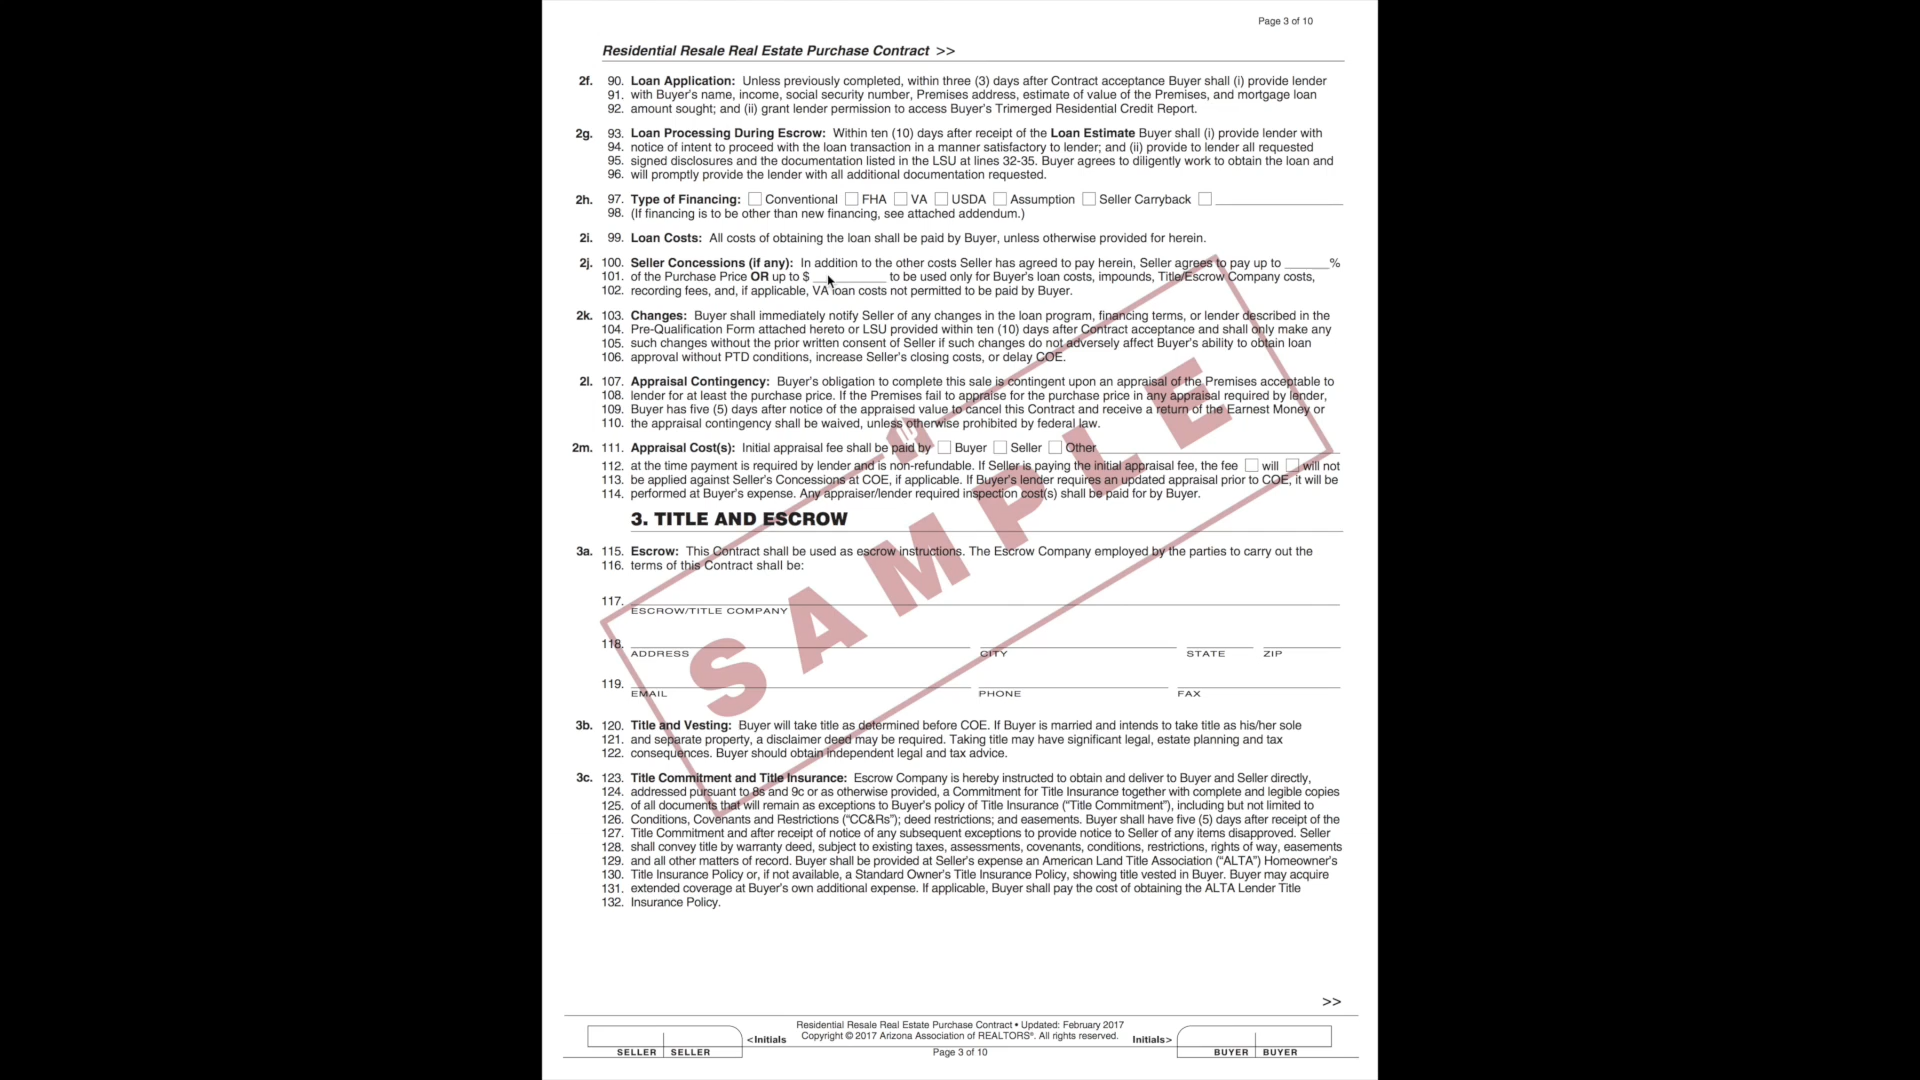 Page 3 of 10
Residential Resale Real Estate Purchase Contract >>
2f. 90. Loan Application: Unless previously completed, within three (3) days after Contract acceptance Buyer shall (i) provide lender
91. with Buyer's name, income, social security number, Premises address, estimate of value of the Premises, and mortgage loan
92. amount sought; and (ii) grant lender permission to access Buyer's Trimerged Residential Credit Report.
2g. 93. Loan Processing During Escrow: Within ten (10) days after receipt of the Loan Estimate Buyer shall (i) provide lender with
94. notice of intent to proceed with the loan transaction in a manner satisfactory to lender; and (ii) provide to lender all requested
95. signed disclosures and the documentation listed in the LSU at lines 32-35. Buyer agrees to diligently work to obtain the loan and
96. will promptly provide the lender with all additional documentation requested.
2h. 97. Type of Financing: Conventional FHA VA USDA Assumption Seller Carryback
98. (If financing is to be other than new financing, see attached addendum.)
2i. 99. Loan Costs: All costs of obtaining the loan shall be paid by Buyer, unless otherwise provided for herein.
2j. 100. Seller Concessions (if any): In addition to the other costs Seller has agreed to pay herein, Seller agrees to pay up to ______%
101. of the Purchase Price OR up to $ __________ to be used only for Buyer's loan costs, impounds, Title/Escrow Company costs,
102. recording fees, and, if applicable, VA loan costs not permitted to be paid by Buyer.
2k. 103. Changes: Buyer shall immediately notify Seller of any changes in the loan program, financing terms, or lender described in the
104. Pre-Qualification Form attached hereto or LSU provided within ten (10) days after Contract acceptance and shall only make any
105. such changes without the prior written consent of Seller if such changes do not adversely affect Buyer's ability to obtain loan
106. approval without PTD conditions, increase Seller's closing costs, or delay COE.
2l. 107. Appraisal Contingency: Buyer's obligation to complete this sale is contingent upon an appraisal of the Premises acceptable to
108. lender for at least the purchase price. If the Premises fail to appraise for the purchase price in any appraisal required by lender,
109. Buyer has five (5) days after notice of the appraised value to cancel this Contract and receive a return of the Earnest Money or
110. the appraisal contingency shall be waived, unless otherwise prohibited by federal law.
2m. 111. Appraisal Cost(s): Initial appraisal fee shall be paid by Buyer Seller Other
112. at the time payment is required by lender and is non-refundable. If Seller is paying the initial appraisal fee, the fee will will not
113. be applied against Seller's Concessions at COE, if applicable. If Buyer's lender requires an updated appraisal prior to COE, it will be
114. performed at Buyer's expense. Any appraiser/lender required inspection cost(s) shall be paid for by Buyer.
3. TITLE AND ESCROW
3a. 115. Escrow: This Contract shall be used as escrow instructions. The Escrow Company employed by the parties to carry out the
116. terms of this Contract shall be:
117.
ESCROW/TITLE COMPANY
118.
ADDRESS CITY STATE ZIP
119.
EMAIL PHONE FAX
SAMPLE
3b. 120. Title and Vesting: Buyer will take title as determined before COE. If Buyer is married and intends to take title as his/her sole
121. and separate property, a disclaimer deed may be required. Taking title may have significant legal, estate planning and tax
122. consequences. Buyer should obtain independent legal and tax advice.
3c. 123. Title Commitment and Title Insurance: Escrow Company is hereby instructed to obtain and deliver to Buyer and Seller directly,
124. addressed pursuant to 8s and 9c or as otherwise provided, a Commitment for Title Insurance together with complete and legible copies
125. of all documents that will remain as exceptions to Buyer's policy of Title Insurance ("Title Commitment"), including but not limited to
126. Conditions, Covenants and Restrictions ("CC&Rs"); deed restrictions; and easements. Buyer shall have five (5) days after receipt of the
127. Title Commitment and after receipt of notice of any subsequent exceptions to provide notice to Seller of any items disapproved. Seller
128. shall convey title by warranty deed, subject to existing taxes, assessments, covenants, conditions, restrictions, rights of way, easements
129. and all other matters of record. Buyer shall be provided at Seller's expense an American Land Title Association ("ALTA") Homeowner's
130. Title Insurance Policy or, if not available, a Standard Owner's Title Insurance Policy, showing title vested in Buyer. Buyer may acquire
131. extended coverage at Buyer's own additional expense. If applicable, Buyer shall pay the cost of obtaining the ALTA Lender Title
132. Insurance Policy.
>>
Residential Resale Real Estate Purchase Contract • Updated: February 2017
<Initials Copyright © 2017 Arizona Association of REALTORS®. All rights reserved. Initials>
SELLER SELLER Page 3 of 10 BUYER BUYER